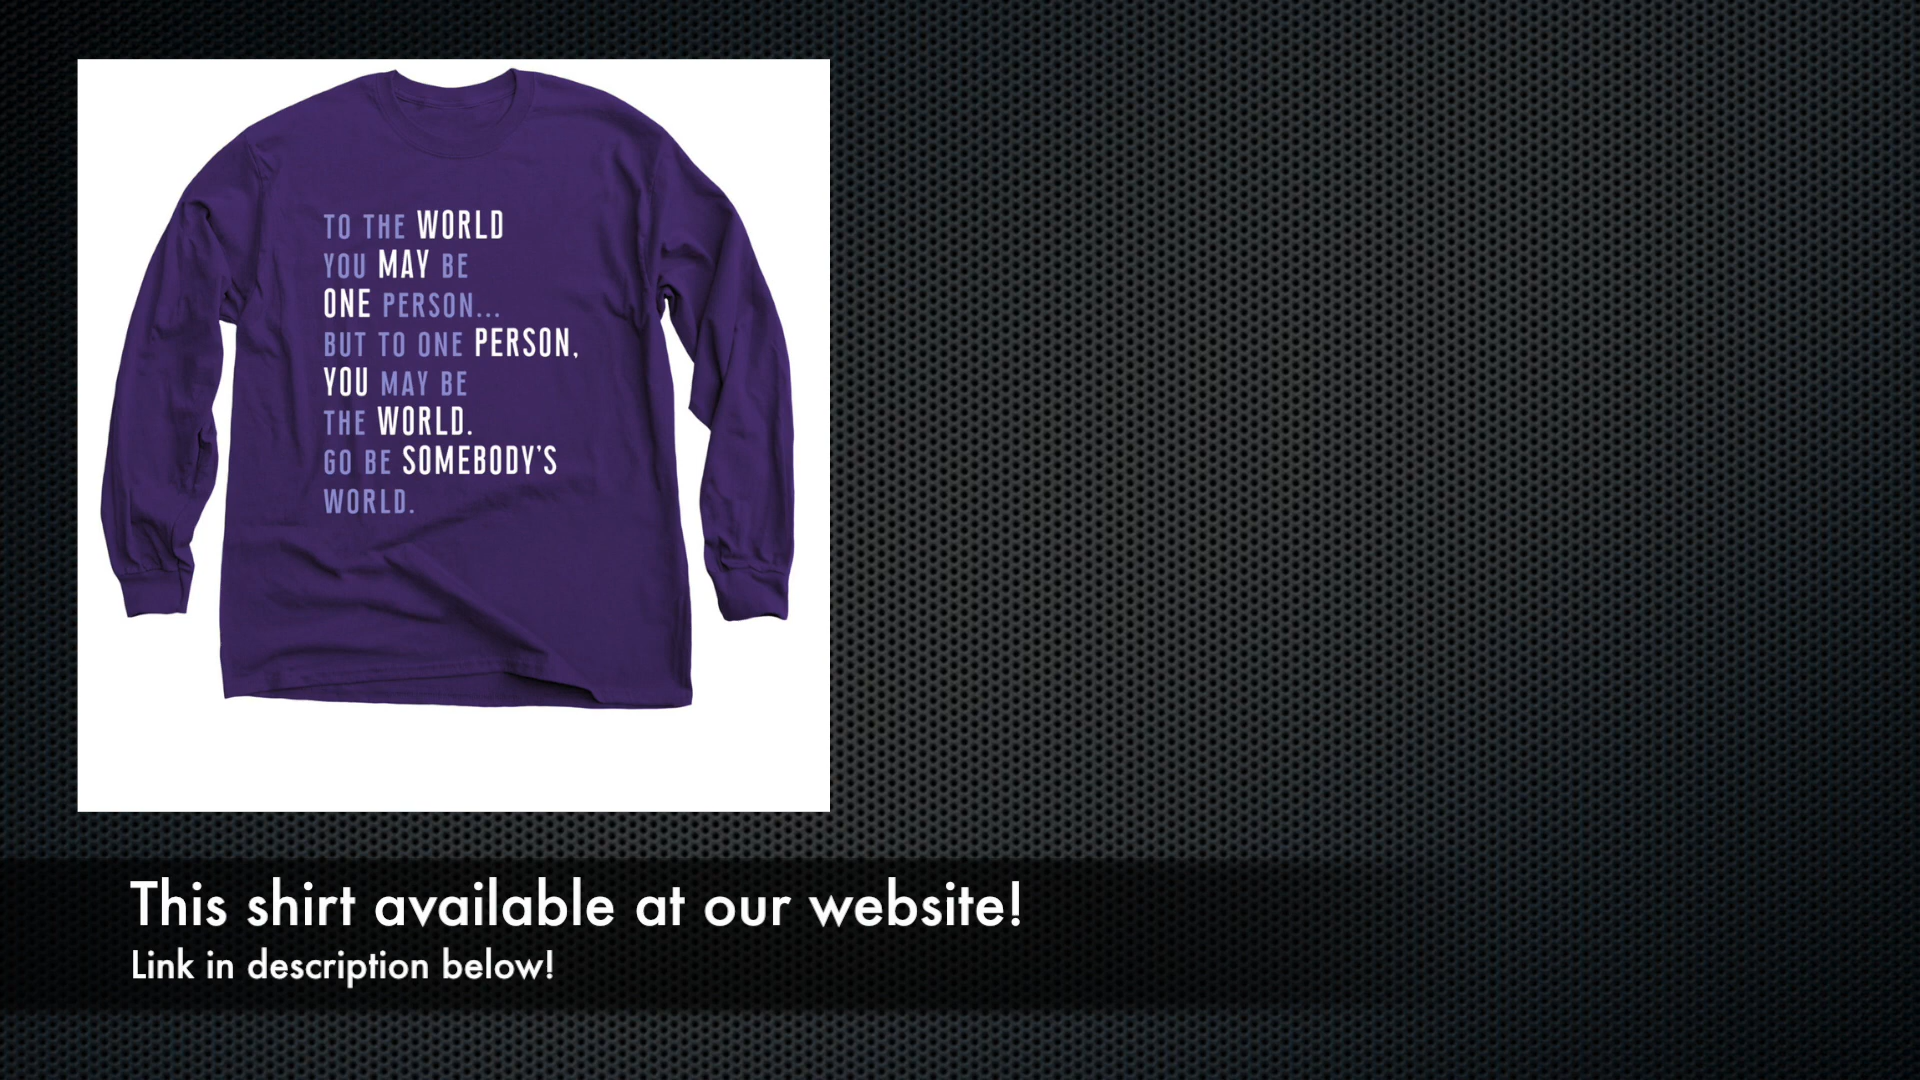 TO THE WORLD
YOU MAY BE
ONE PERSON...
BUT TO ONE PERSON,
YOU MAY BE
THE WORLD.
GO BE SOMEBODY'S
WORLD.
This shirt available at our website!
Link in description below!